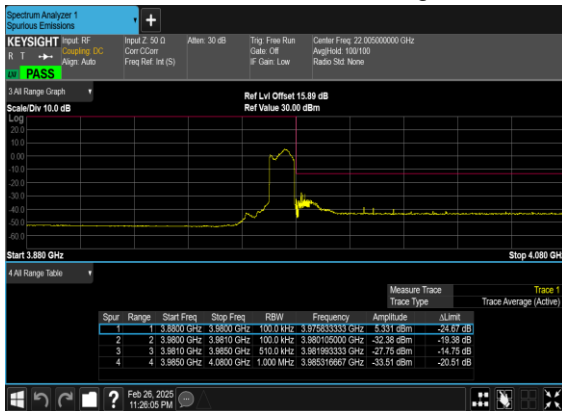 Spectrum Analyzer 1
Spurious Emissions
KEYSIGHT Input: RF Input Z: 50 Ω Atten: 30 dB Trig: Free Run Center Freq: 22.005000000 GHz
R T Coupling: DC Corr CCorr Gate: Off Avg|Hold: 100/100
Align: Auto Freq Ref: Int (S) IF Gain: Low Radio Std: None
PASS
3 All Range Graph
Ref Lvl Offset 15.89 dB
Scale/Div 10.0 dB Ref Value 30.00 dBm
Log
20.0
10.0
0.00
-10.0
-20.0
-30.0
-40.0
-50.0
-60.0
Start 3.880 GHz Stop 4.080 GH
4 All Range Table
Measure Trace Trace 1
Trace Type Trace Average (Active)
Spur Range Start Freq Stop Freq RBW Frequency Amplitude ΔLimit
1 1 3.8800 GHz 3.9800 GHz 100.0 kHz 3.975833333 GHz 5.331 dBm -24.67 dB
2 2 3.9800 GHz 3.9810 GHz 100.0 kHz 3.980105000 GHz -32.38 dBm -19.38 dB
3 3 3.9810 GHz 3.9850 GHz 510.0 kHz 3.981993333 GHz -27.75 dBm -14.75 dB
4 4 3.9850 GHz 4.0800 GHz 1.000 MHz 3.985316667 GHz -33.51 dBm -20.51 dB
? Feb 26, 2025
11:26:05 PM